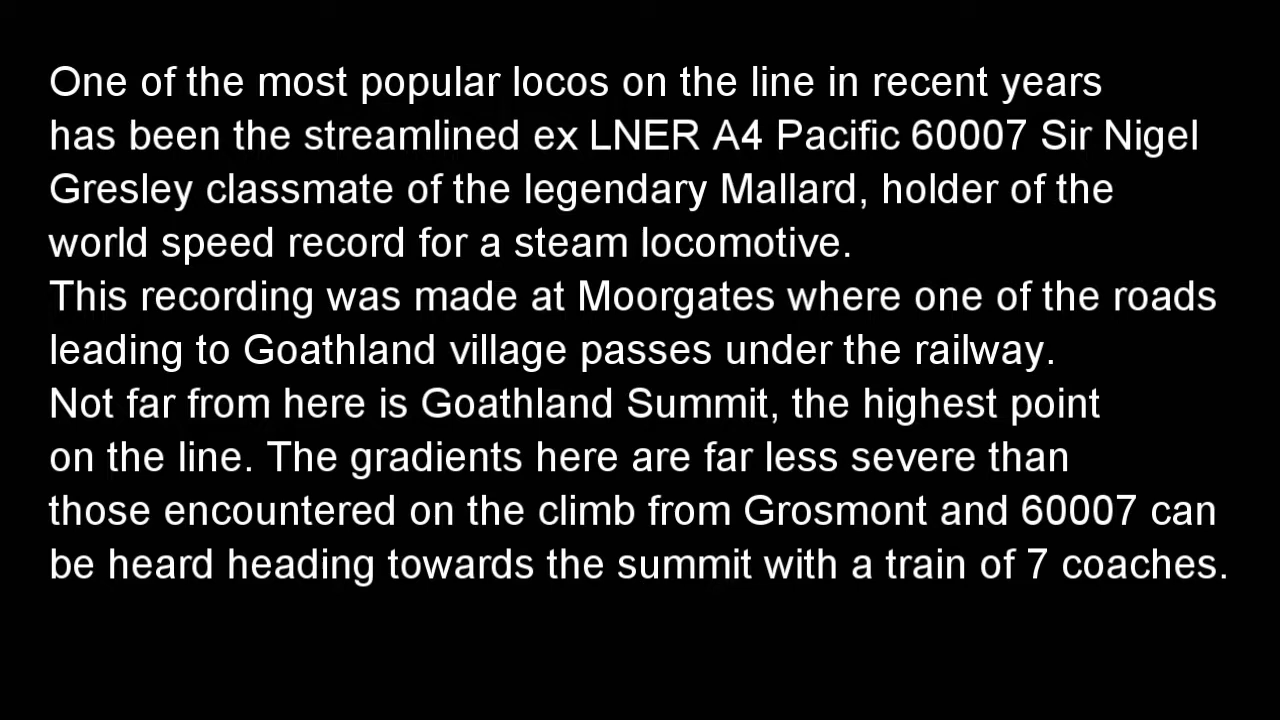 One of the most popular locos on the line in recent years
has been the streamlined ex LNER A4 Pacific 60007 Sir Nigel
Gresley classmate of the legendary Mallard, holder of the
world speed record for a steam locomotive.
This recording was made at Moorgates where one of the roads
leading to Goathland village passes under the railway.
Not far from here is Goathland Summit, the highest point
on the line. The gradients here are far less severe than
those encountered on the climb from Grosmont and 60007 can
be heard heading towards the summit with a train of 7 coaches.